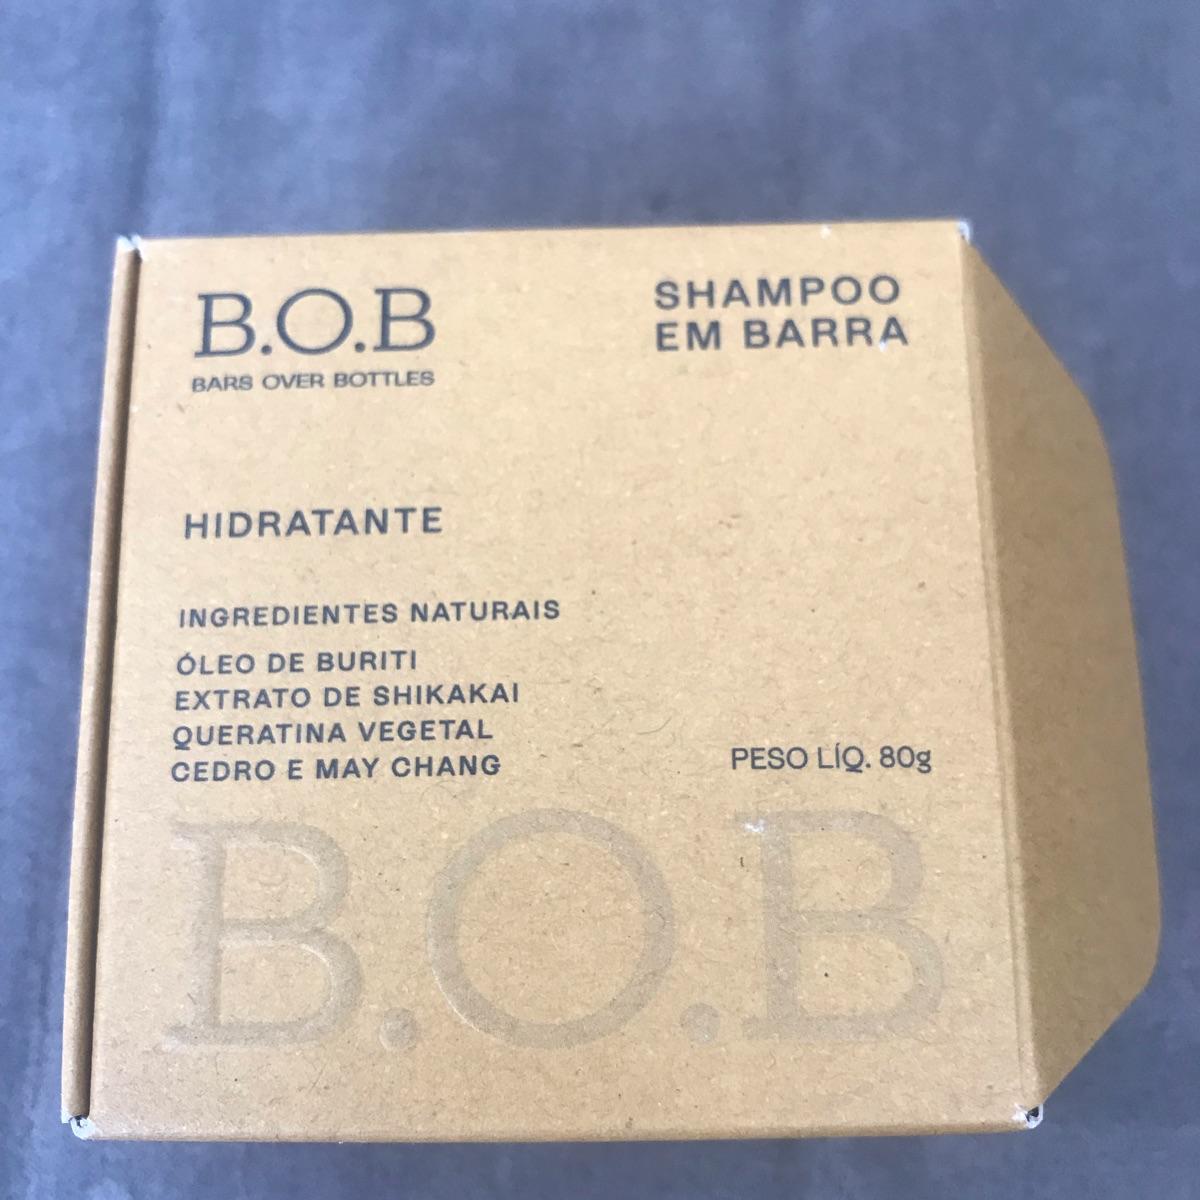 B.O.B
BARS OVER BOTTLES
SHAMPOO
EM BARRA
HIDRATANTE
INGREDIENTES NATURAIS
ÓLEO DE BURITI
EXTRATO DE SHIKAKAI
QUERATINA VEGETAL
CEDRO E MAY CHANG
PESO LÍQ. 80g
B.O.B